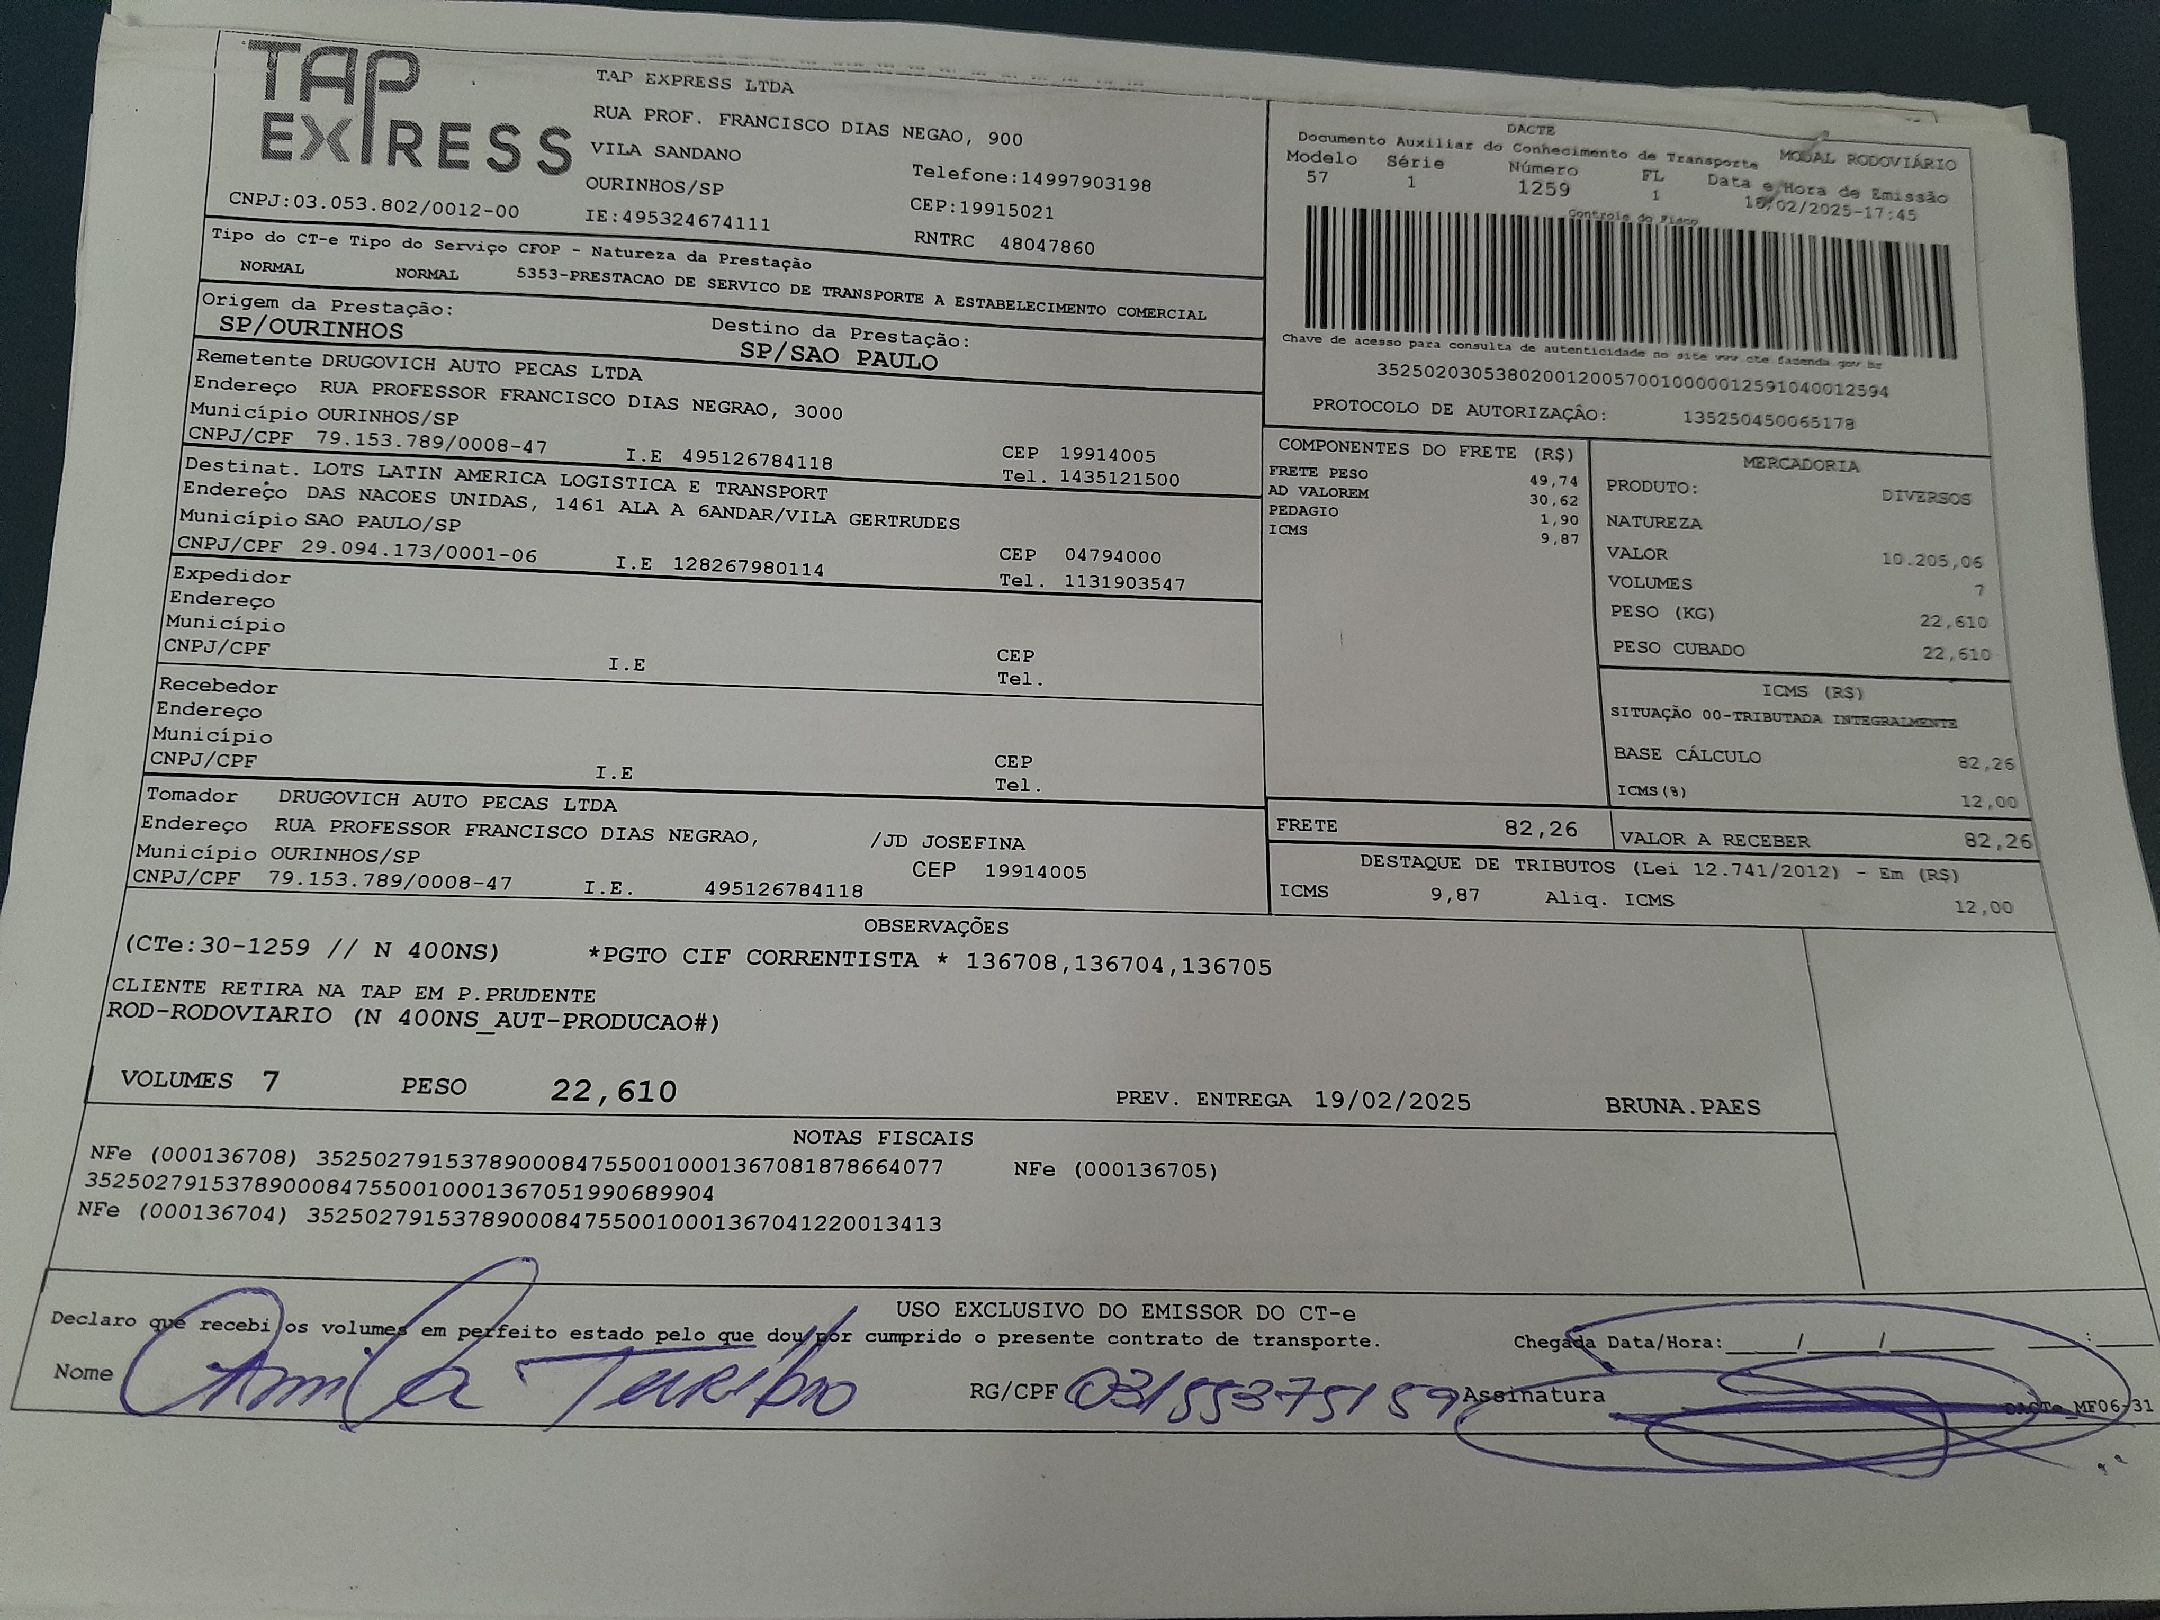 TAP
EXPRESS
CNPJ:03.053.802/0012-00
TAP EXPRESS LTDA
RUA PROF. FRANCISCO DIAS NEGAO, 900
VILA SANDANO
OURINHOS/SP
IE:495324674111
Telefone:14997903198
CEP:19915021
RNTRC 48047860
DACTE
Documento Auxiliar do Conhecimento de Transporte MODAL RODOVIÁRIO
Modelo Série Número FL Data e Hora de Emissão
57 1 1259 1 /02/2025-17:45
Controle do Fisco
Chave de acesso para consulta de autenticidade no site www.cte.fazenda.gov.br
35250203053802001200570010000012591040012594
PROTOCOLO DE AUTORIZAÇÃO: 135250450065178
Tipo do CT-e Tipo do Serviço CFOP - Natureza da Prestação
NORMAL NORMAL 5353-PRESTACAO DE SERVICO DE TRANSPORTE A ESTABELECIMENTO COMERCIAL
Origem da Prestação: Destino da Prestação:
SP/OURINHOS SP/SAO PAULO
Remetente DRUGOVICH AUTO PECAS LTDA
Endereço RUA PROFESSOR FRANCISCO DIAS NEGRAO, 3000
Município OURINHOS/SP CEP 19914005
CNPJ/CPF 79.153.789/0008-47 I.E 495126784118 Tel. 1435121500
Destinat. LOTS LATIN AMERICA LOGISTICA E TRANSPORT
Endereço DAS NACOES UNIDAS, 1461 ALA A 6ANDAR/VILA GERTRUDES
Município SAO PAULO/SP CEP 04794000
CNPJ/CPF 29.094.173/0001-06 I.E 128267980114 Tel. 1131903547
Expedidor
Endereço
Município CEP
CNPJ/CPF I.E Tel.
Recebedor
Endereço
Município CEP
CNPJ/CPF I.E Tel.
Tomador DRUGOVICH AUTO PECAS LTDA
Endereço RUA PROFESSOR FRANCISCO DIAS NEGRAO, /JD JOSEFINA
Município OURINHOS/SP CEP 19914005
CNPJ/CPF 79.153.789/0008-47 I.E. 495126784118
COMPONENTES DO FRETE (R$)
FRETE PESO 49,74
AD VALOREM 30,62
PEDAGIO 1,90
ICMS 9,87
MERCADORIA
PRODUTO: DIVERSOS
NATUREZA
VALOR 10.205,06
VOLUMES 7
PESO (KG) 22,610
PESO CUBADO 22,610
ICMS (R$)
SITUAÇÃO 00-TRIBUTADA INTEGRALMENTE
BASE CÁLCULO 82,26
ICMS(%) 12,00
FRETE 82,26 VALOR A RECEBER 82,26
DESTAQUE DE TRIBUTOS (Lei 12.741/2012) - Em (R$)
ICMS 9,87 Aliq. ICMS 12,00
OBSERVAÇÕES
(CTe:30-1259 // N 400NS) *PGTO CIF CORRENTISTA * 136708,136704,136705
CLIENTE RETIRA NA TAP EM P.PRUDENTE
ROD-RODOVIARIO (N 400NS_AUT-PRODUCAO#)
VOLUMES 7 PESO 22,610 PREV. ENTREGA 19/02/2025 BRUNA.PAES
NOTAS FISCAIS
NFe (000136708) 35250279153789000847550010001367081878664077 NFe (000136705)
35250279153789000847550010001367051990689904
NFe (000136704) 35250279153789000847550010001367041220013413
USO EXCLUSIVO DO EMISSOR DO CT-e
Declaro que recebi os volumes em perfeito estado pelo que dou por cumprido o presente contrato de transporte. Chegada Data/Hora:____/____/______ ___:___
Nome RG/CPF 03155375159 Assinatura
DACTe_MF06-31